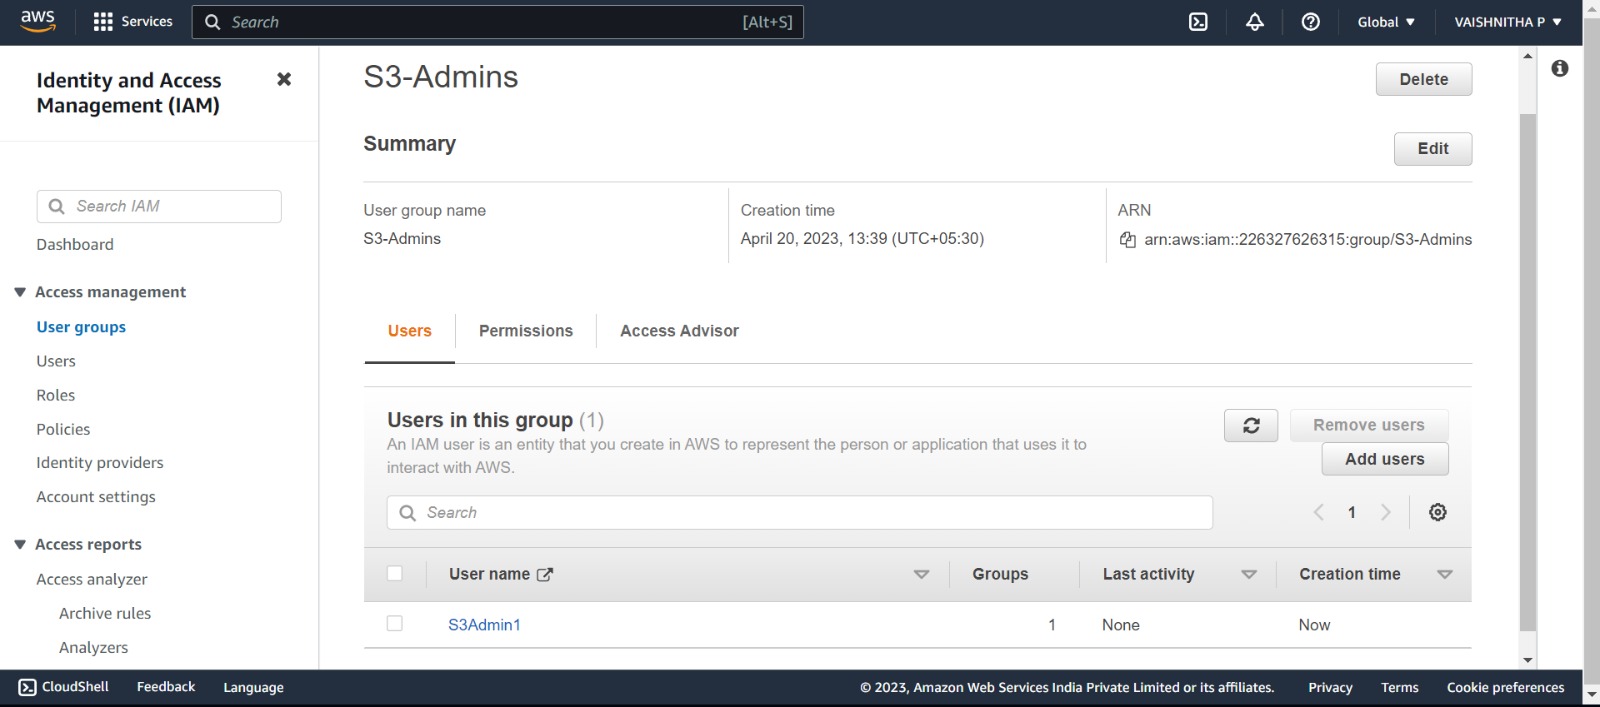 aws
Services
Search
[Alt+S]
Global
VAISHNITHA P
Identity and Access
Management (IAM)
Search IAM
Dashboard
Access management
User groups
Users
Roles
Policies
Identity providers
Account settings
Access reports
Access analyzer
Archive rules
Analyzers
S3-Admins
Delete
Summary
Edit
User group name
S3-Admins
Creation time
April 20, 2023, 13:39 (UTC+05:30)
ARN
arn:aws:iam::226327626315:group/S3-Admins
Users
Permissions
Access Advisor
Users in this group (1)
An IAM user is an entity that you create in AWS to represent the person or application that uses it to
interact with AWS.
Remove users
Add users
Search
1
User name
Groups
Last activity
Creation time
S3Admin1
1
None
Now
CloudShell
Feedback
Language
© 2023, Amazon Web Services India Private Limited or its affiliates.
Privacy
Terms
Cookie preferences